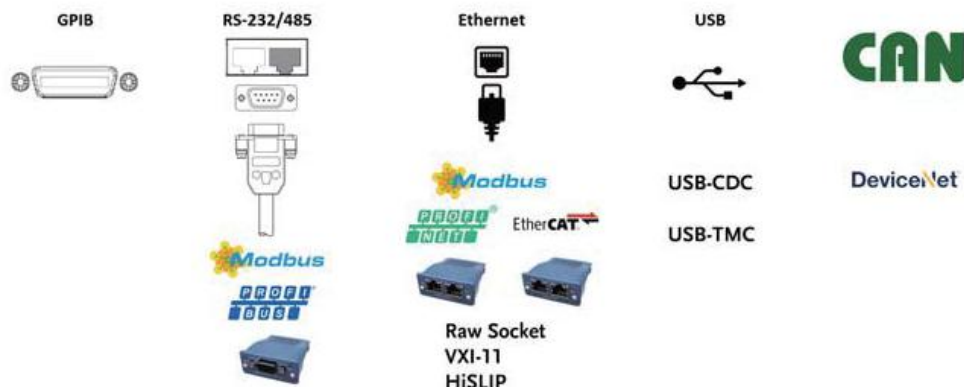 GPIB
RS-232/485
Ethernet
USB
CAN
Modbus
USB-CDC
DeviceNet
PROFI
NET
EtherCAT
USB-TMC
Modbus
PROFI
BUS
Raw Socket
VXI-11
HiSLIP